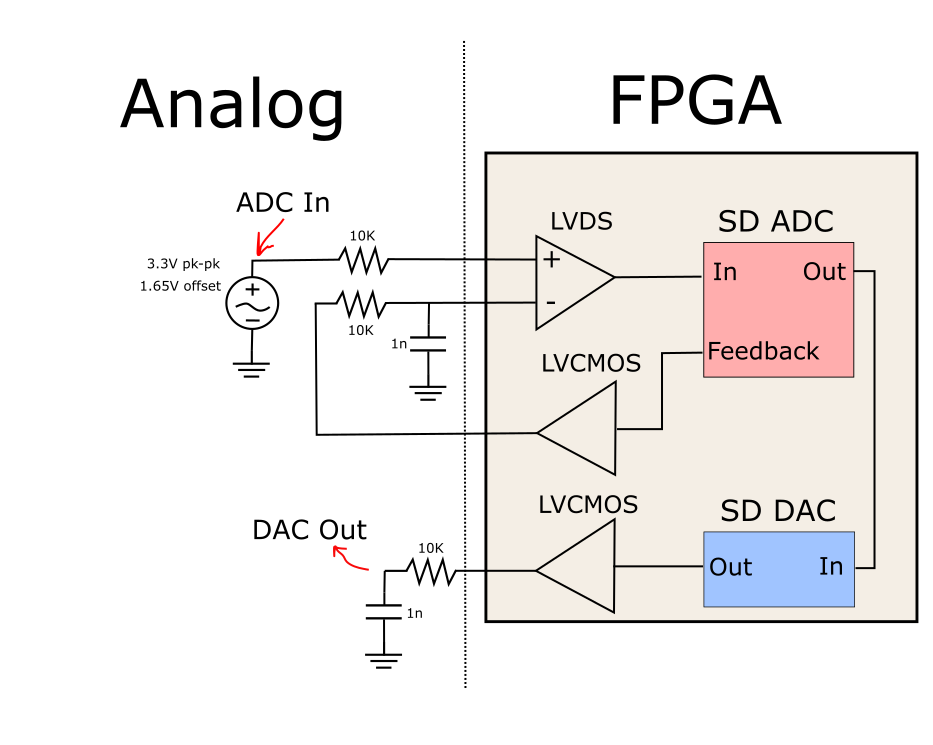 Analog
FPGA
ADC In
3.3V pk-pk
1.65V offset
+
10K
10K
1n
LVDS
+
-
SD ADC
In
Out
Feedback
LVCMOS
LVCMOS
SD DAC
Out
In
DAC Out
10K
1n